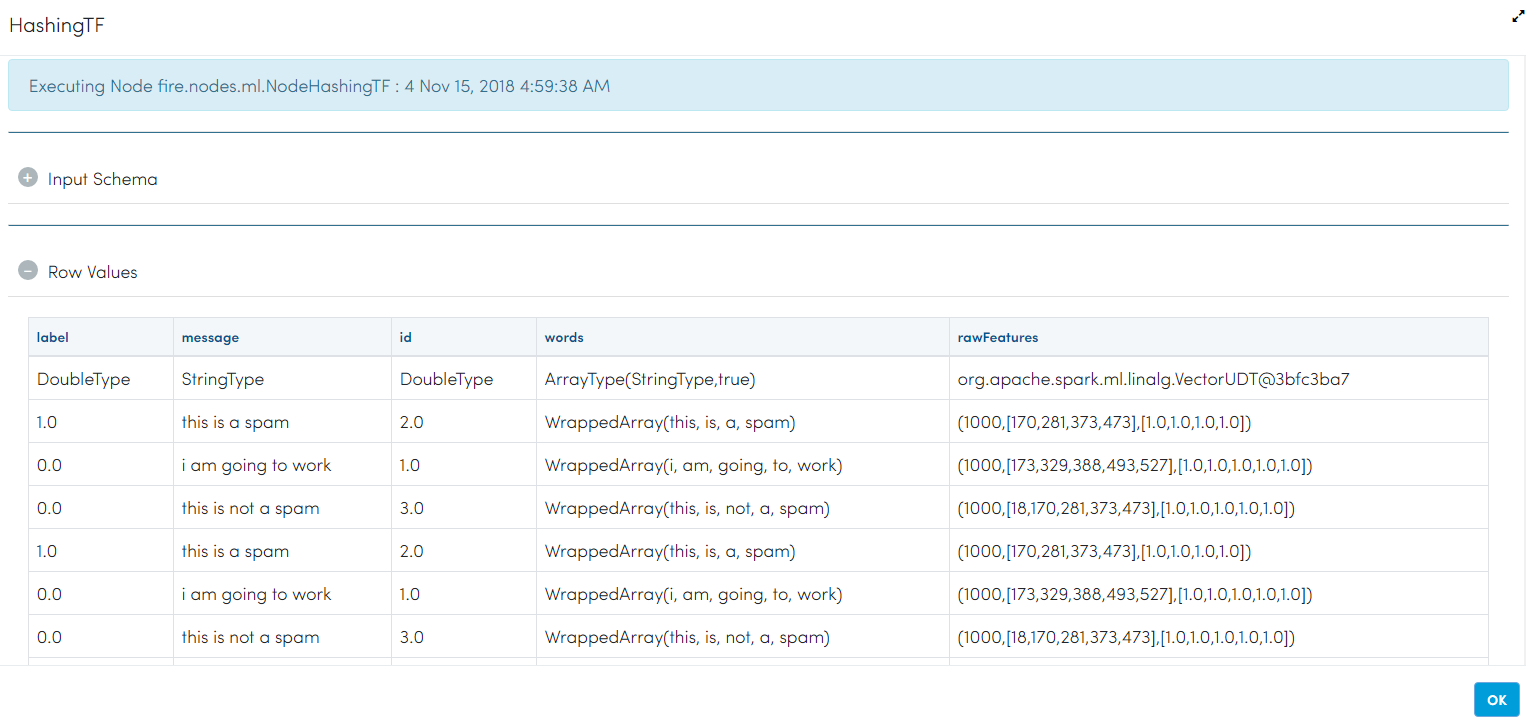 HashingTF
Executing Node fire.nodes.ml.NodeHashingTF : 4 Nov 15, 2018 4:59:38 AM
Input Schema
Row Values
label message id words rawFeatures
DoubleType StringType DoubleType ArrayType(StringType,true) org.apache.spark.ml.linalg.VectorUDT@3bfc3ba7
1.0 this is a spam 2.0 WrappedArray(this, is, a, spam) (1000,[170,281,373,473],[1.0,1.0,1.0,1.0])
0.0 i am going to work 1.0 WrappedArray(i, am, going, to, work) (1000,[173,329,388,493,527],[1.0,1.0,1.0,1.0,1.0])
0.0 this is not a spam 3.0 WrappedArray(this, is, not, a, spam) (1000,[18,170,281,373,473],[1.0,1.0,1.0,1.0,1.0])
1.0 this is a spam 2.0 WrappedArray(this, is, a, spam) (1000,[170,281,373,473],[1.0,1.0,1.0,1.0])
0.0 i am going to work 1.0 WrappedArray(i, am, going, to, work) (1000,[173,329,388,493,527],[1.0,1.0,1.0,1.0,1.0])
0.0 this is not a spam 3.0 WrappedArray(this, is, not, a, spam) (1000,[18,170,281,373,473],[1.0,1.0,1.0,1.0,1.0])
OK